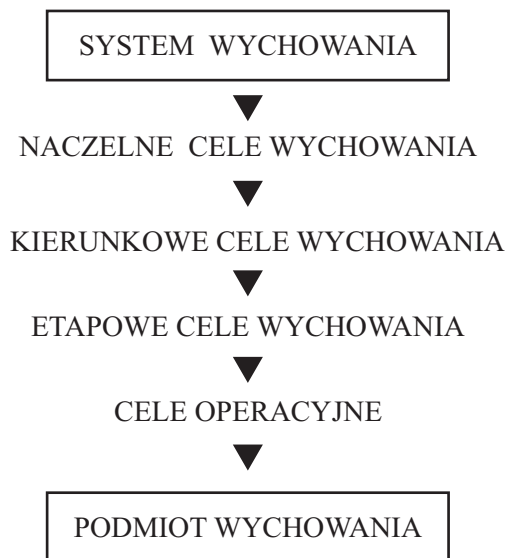 SYSTEM WYCHOWANIA
NACZELNE CELE WYCHOWANIA
KIERUNKOWE CELE WYCHOWANIA
ETAPOWE CELE WYCHOWANIA
CELE OPERACYJNE
PODMIOT WYCHOWANIA